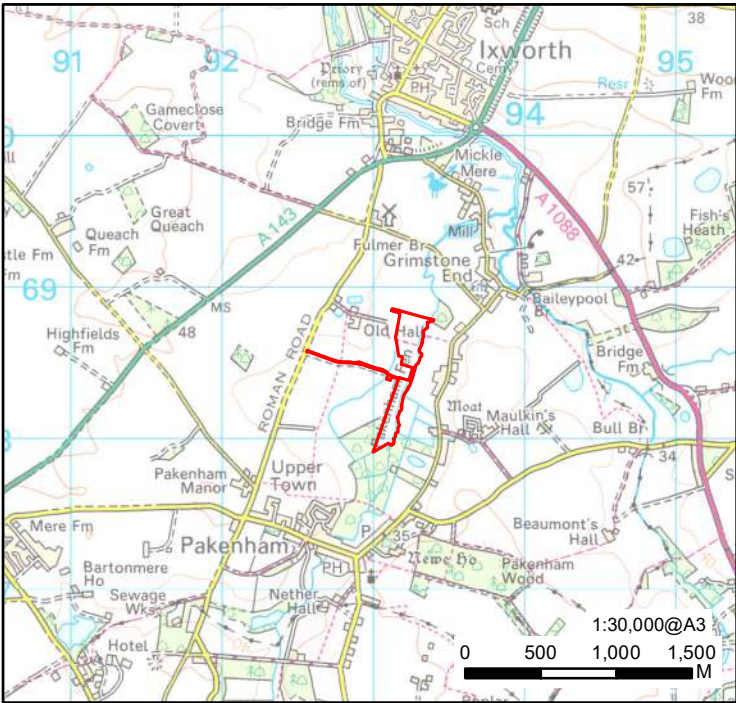 Sch
38
Ixworth
91
92
95
Priory
(rems of)
Cemy
PH
Resr
Woo
Fm
Gameclose
Covert
94
Bridge Fm
Mickle
Mere
A1088
57
Great
Queach
Queach
Fm
A143
Fish's
Heath
Mill
Fulmer Br
Grimstone
End
42
69
MS
48
Baileypool
Br
Old Hall
ROMAN ROAD
Highfields
Fm
Bridge
Fm
Moat
Maulkin's
Hall
Bull Br
34
Pakenham
Manor
Upper
Town
Mere Fm
Pakenham
P
35
Beaumont's
Hall
Bartonmere
Ho
PH
Newe Ho
Pakenham
Wood
Sewage
Wks
Nether
Hall
Hotel
1:30,000@A3
0 500 1,000 1,500
M